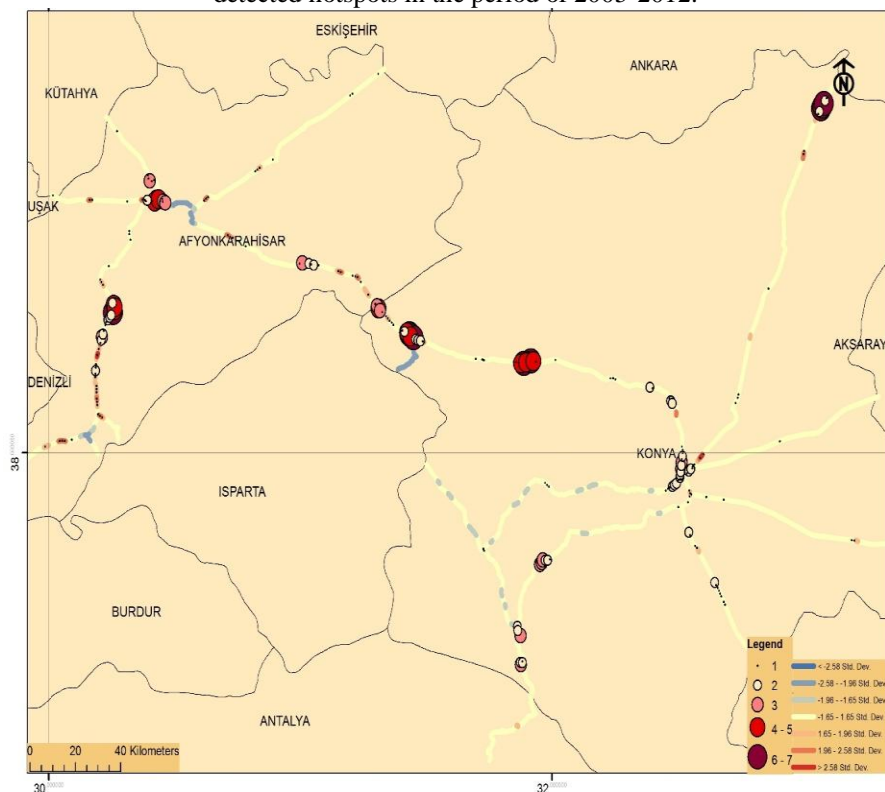 detected hotspots in the period of 2003-2012.
ESKİŞEHİR
ANKARA
KÜTAHYA
N
UŞAK
AFYONKARAHİSAR
AKSARAY
DENİZLİ
38
KONYA
ISPARTA
BURDUR
ANTALYA
Legend
1
2
3
4 - 5
6 - 7
< -2.58 Std. Dev.
-2.58 - -1.96 Std. Dev
-1.96 - -1.65 Std. Dev
-1.65 - 1.65 Std. Dev.
1.65 - 1.96 Std. Dev.
1.96 - 2.58 Std. Dev.
> 2.58 Std. Dev.
0 20 40 Kilometers
30
32